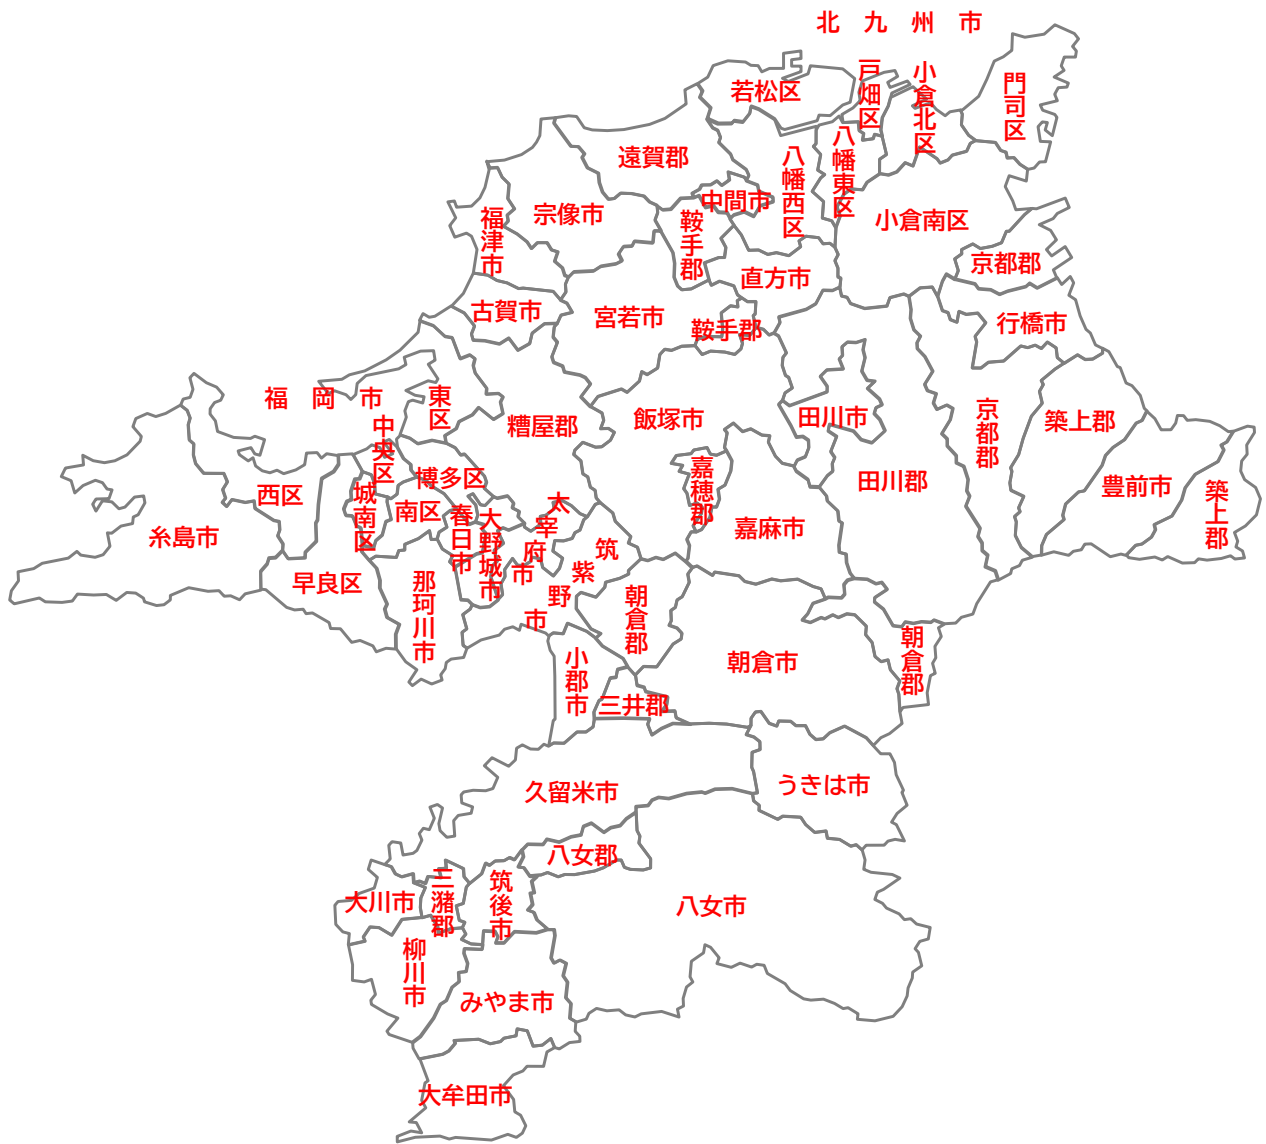 北九州市
門司区
小倉北区
戸畑区
若松区
八幡東区
八幡西区
遠賀郡
中間市
小倉南区
宗像市
鞍手郡
福津市
京都郡
直方市
古賀市
宮若市
鞍手郡
行橋市
福岡市
東区
中央区
糟屋郡
飯塚市
田川市
京都郡
築上郡
博多区
嘉穂郡
田川郡
豊前市
築上郡
西区
城南区
南区
春日市
大野城市
太宰府市
筑紫野市
嘉麻市
糸島市
早良区
那珂川市
朝倉郡
朝倉市
朝倉郡
小郡市
三井郡
久留米市
うきは市
八女郡
大川市
三潴郡
筑後市
八女市
柳川市
みやま市
大牟田市